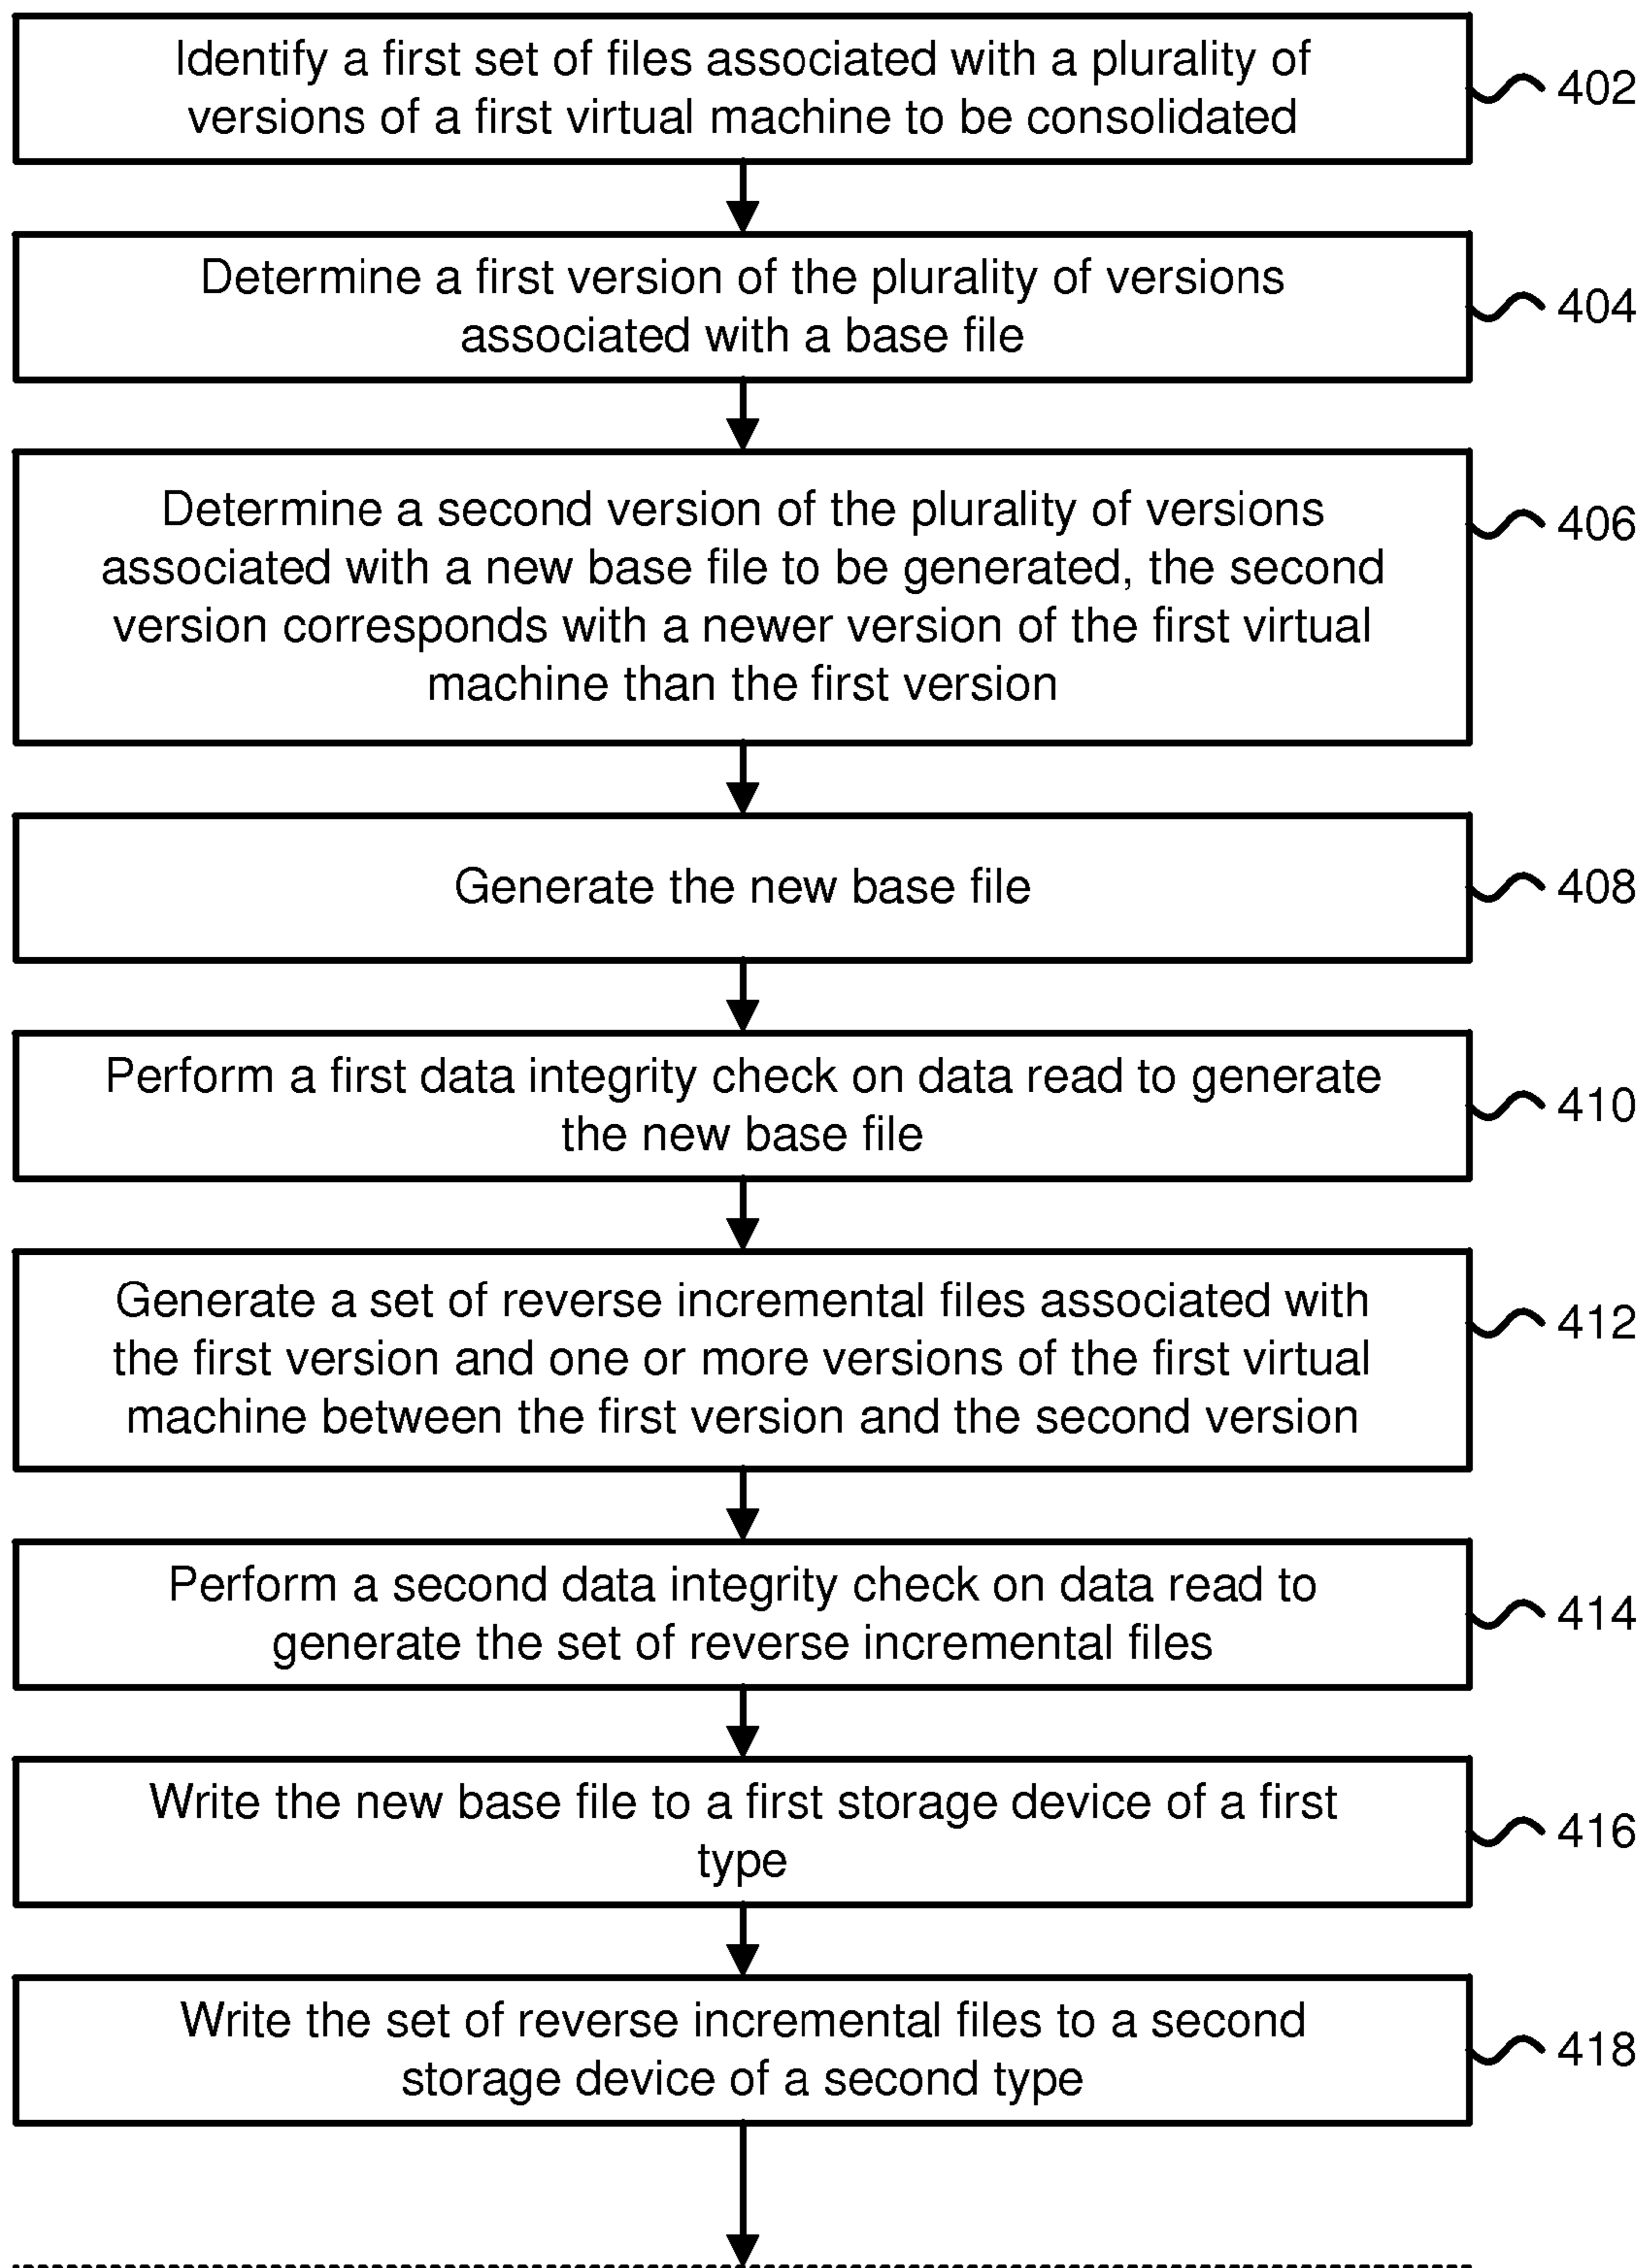 Identify a first set of files associated with a plurality of
versions of a first virtual machine to be consolidated
402
Determine a first version of the plurality of versions
associated with a base file
404
Determine a second version of the plurality of versions
associated with a new base file to be generated, the second
version corresponds with a newer version of the first virtual
machine than the first version
406
Generate the new base file
408
Perform a first data integrity check on data read to generate
the new base file
410
Generate a set of reverse incremental files associated with
the first version and one or more versions of the first virtual
machine between the first version and the second version
412
Perform a second data integrity check on data read to
generate the set of reverse incremental files
414
Write the new base file to a first storage device of a first
type
416
Write the set of reverse incremental files to a second
storage device of a second type
418